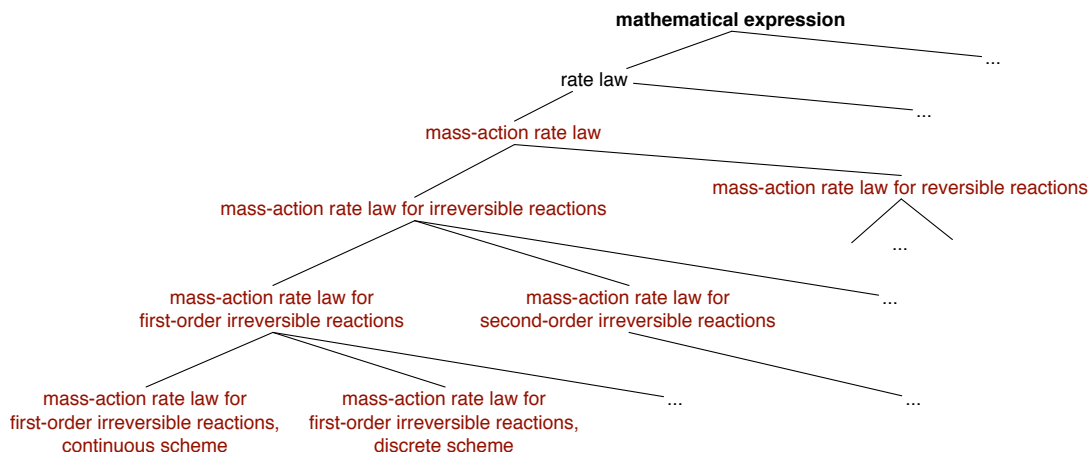 mathematical expression
...
rate law
...
mass-action rate law
mass-action rate law for reversible reactions
mass-action rate law for irreversible reactions
...
mass-action rate law for
first-order irreversible reactions
mass-action rate law for
second-order irreversible reactions
...
mass-action rate law for
first-order irreversible reactions,
continuous scheme
mass-action rate law for
first-order irreversible reactions,
discrete scheme
...
...